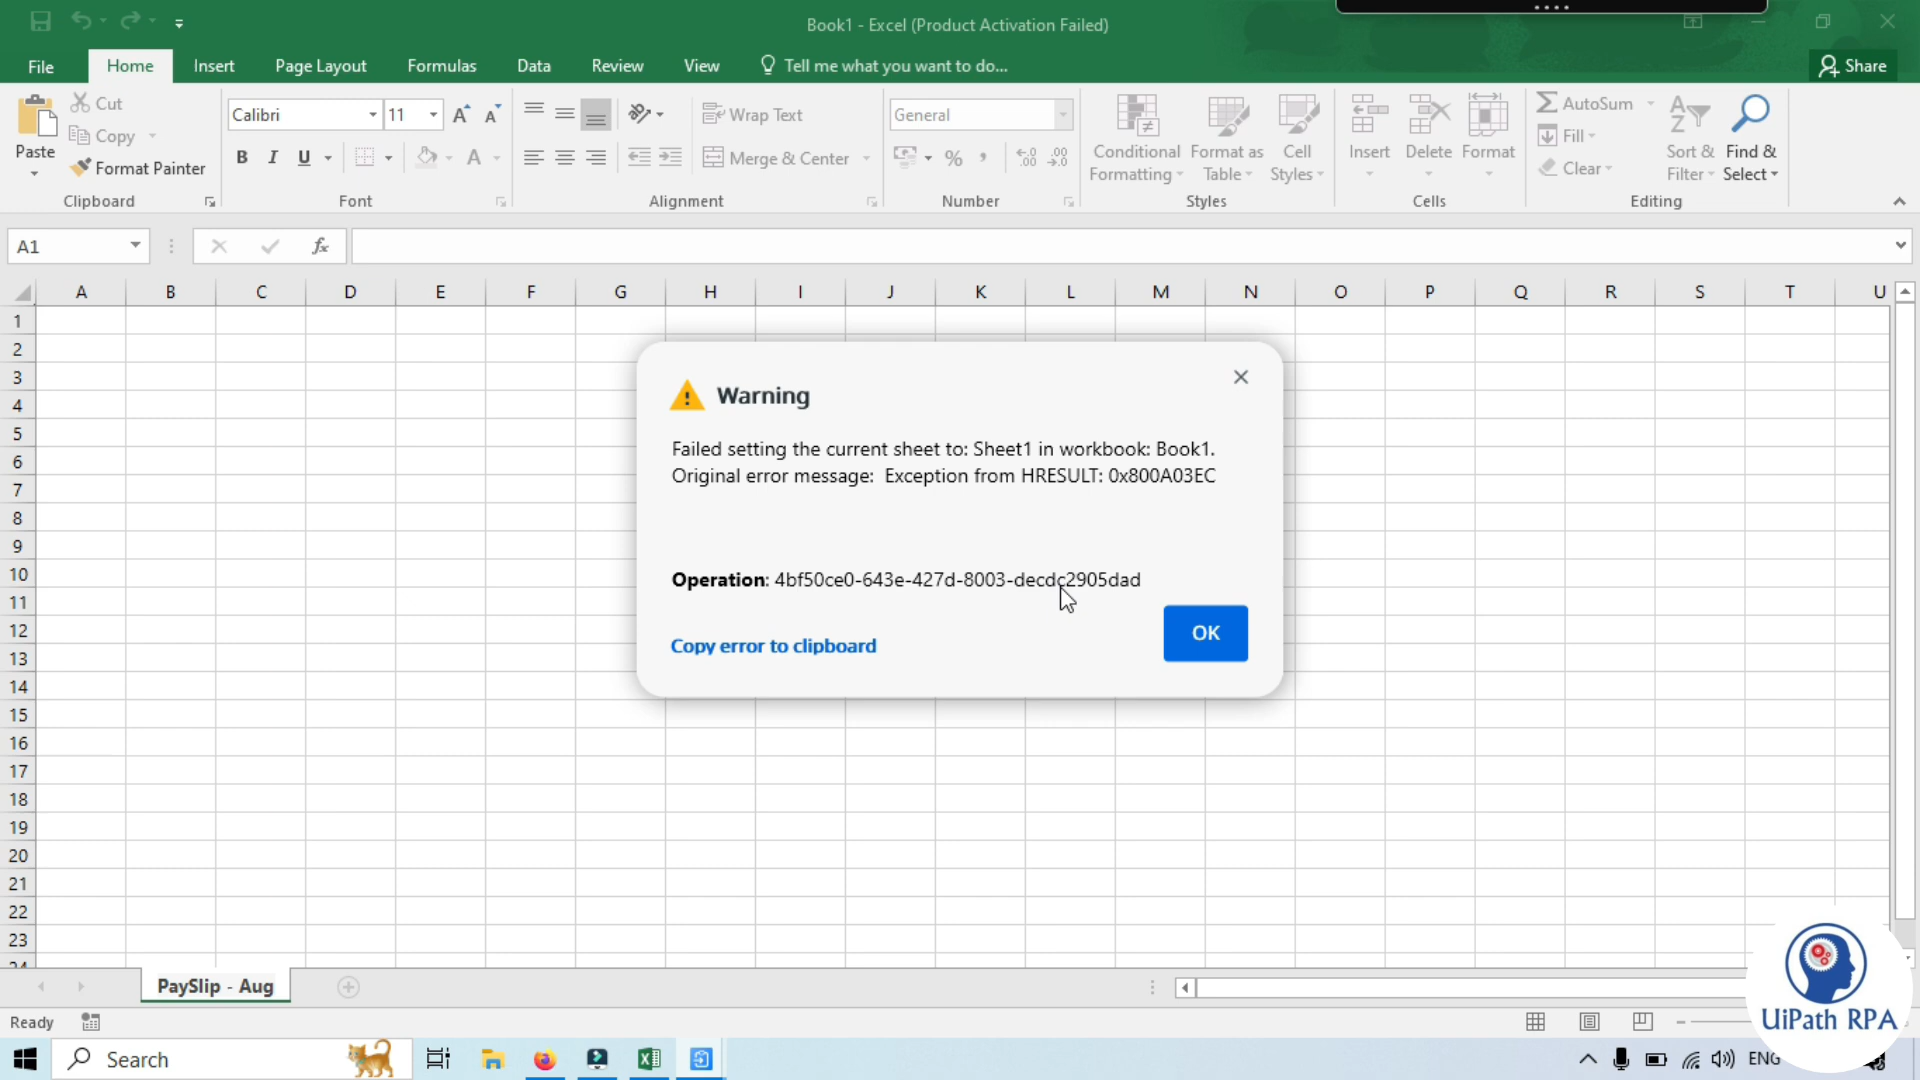 Book1 - Excel (Product Activation Failed)
File Home Insert Page Layout Formulas Data Review View Tell me what you want to do... Share
Paste
Cut
Copy
Format Painter
Clipboard
Calibri 11
B I U
Font
Wrap Text
Merge & Center
Alignment
General
Number
Conditional Formatting
Format as Table
Cell Styles
Styles
Insert Delete Format
Cells
AutoSum
Fill
Clear
Sort & Filter
Find & Select
Editing
A1 fx
A B C D E F G H I J K L M N O P Q R S T U
1
2
3
4
5
6
7
8
9
10
11
12
13
14
15
16
17
18
19
20
21
22
23
Warning
Failed setting the current sheet to: Sheet1 in workbook: Book1.
Original error message: Exception from HRESULT: 0x800A03EC
Operation: 4bf50ce0-643e-427d-8003-decdc2905dad
Copy error to clipboard
OK
PaySlip - Aug
Ready
UiPath RPA
Search
ENG